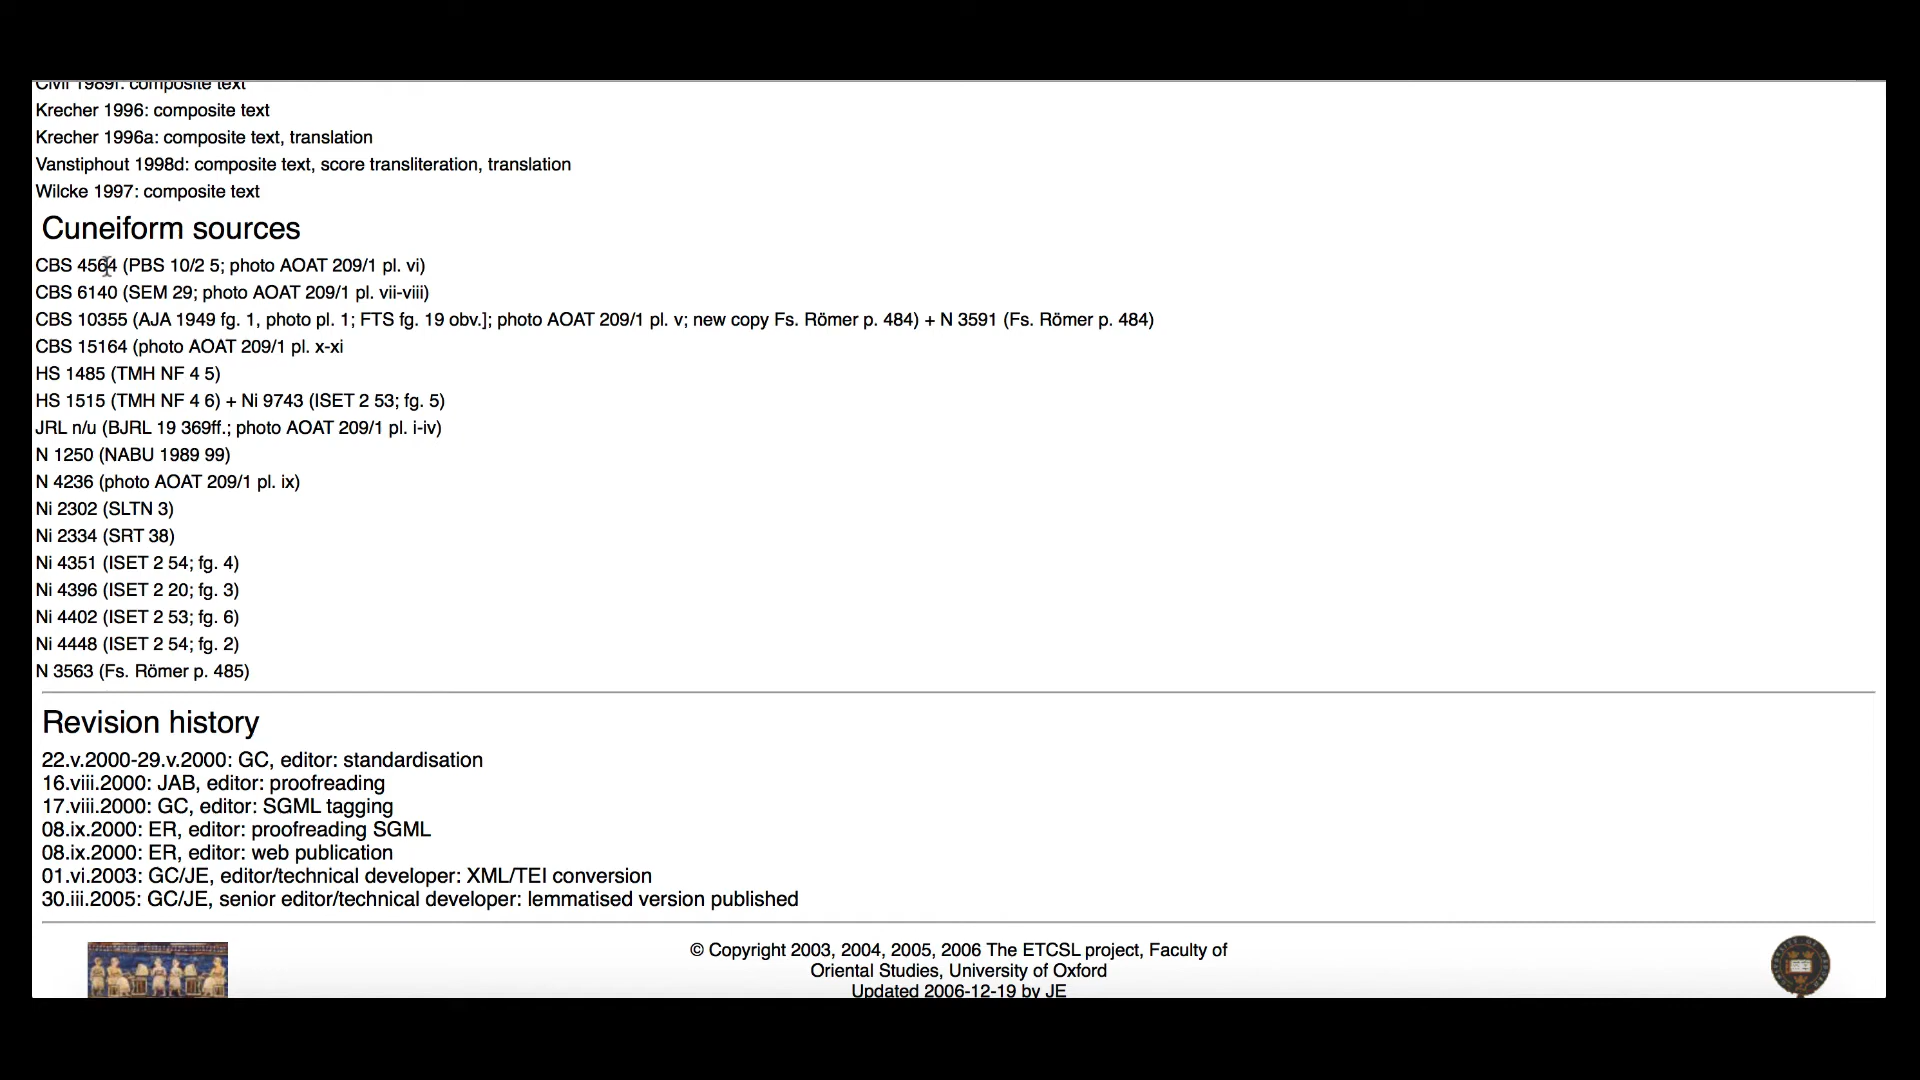 Civil 1989f: composite text
Krecher 1996: composite text
Krecher 1996a: composite text, translation
Vanstiphout 1998d: composite text, score transliteration, translation
Wilcke 1997: composite text
Cuneiform sources
CBS 4564 (PBS 10/2 5; photo AOAT 209/1 pl. vi)
CBS 6140 (SEM 29; photo AOAT 209/1 pl. vii-viii)
CBS 10355 (AJA 1949 fg. 1, photo pl. 1; FTS fg. 19 obv.]; photo AOAT 209/1 pl. v; new copy Fs. Römer p. 484) + N 3591 (Fs. Römer p. 484)
CBS 15164 (photo AOAT 209/1 pl. x-xi
HS 1485 (TMH NF 4 5)
HS 1515 (TMH NF 4 6) + Ni 9743 (ISET 2 53; fg. 5)
JRL n/u (BJRL 19 369ff.; photo AOAT 209/1 pl. i-iv)
N 1250 (NABU 1989 99)
N 4236 (photo AOAT 209/1 pl. ix)
Ni 2302 (SLTN 3)
Ni 2334 (SRT 38)
Ni 4351 (ISET 2 54; fg. 4)
Ni 4396 (ISET 2 20; fg. 3)
Ni 4402 (ISET 2 53; fg. 6)
Ni 4448 (ISET 2 54; fg. 2)
N 3563 (Fs. Römer p. 485)
Revision history
22.v.2000-29.v.2000: GC, editor: standardisation
16.viii.2000: JAB, editor: proofreading
17.viii.2000: GC, editor: SGML tagging
08.ix.2000: ER, editor: proofreading SGML
08.ix.2000: ER, editor: web publication
01.vi.2003: GC/JE, editor/technical developer: XML/TEI conversion
30.iii.2005: GC/JE, senior editor/technical developer: lemmatised version published
© Copyright 2003, 2004, 2005, 2006 The ETCSL project, Faculty of
Oriental Studies, University of Oxford
Updated 2006-12-19 by JE